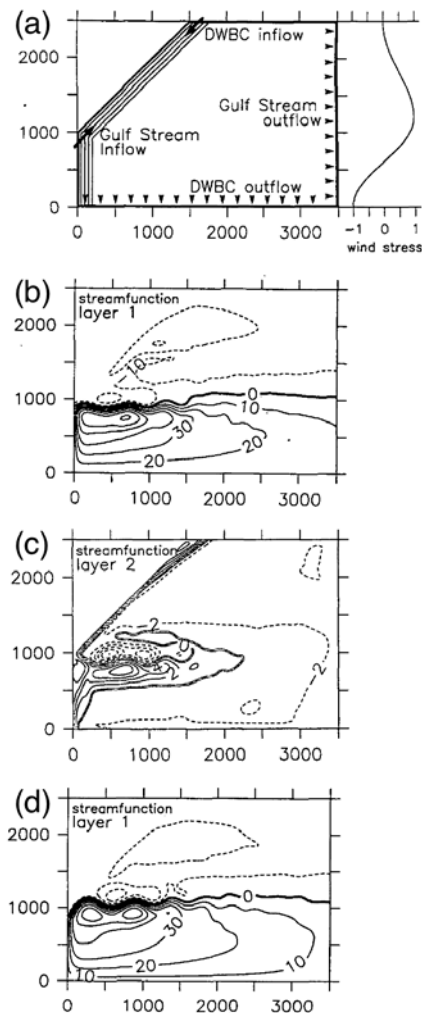 (a)
2000
1000
0
DWBC inflow
Gulf Stream
outflow
Gulf Stream
Inflow
DWBC outflow
0 1000 2000 3000
-1 0 1
wind stress
(b)
streamfunction
layer 1
2000
1000
0
-10
0
10
30
20
20
0 1000 2000 3000
(c)
streamfunction
layer 2
2000
1000
0
-2
2
-2
0 1000 2000 3000
(d)
streamfunction
layer 1
2000
1000
0
0
30
20
10
10
0 1000 2000 3000